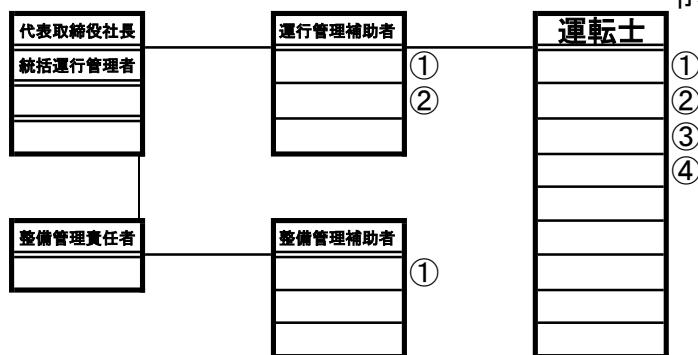 代表取締役社長
統括運行管理者
運行管理補助者
①
②
運転士
①
②
③
④
整備管理責任者
整備管理補助者
①